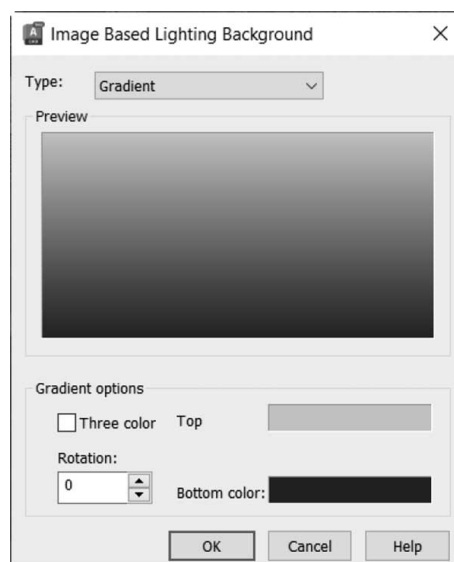 Image Based Lighting Background
Type: Gradient
Preview
Gradient options
Three color Top
Rotation:
0
Bottom color:
OK Cancel Help